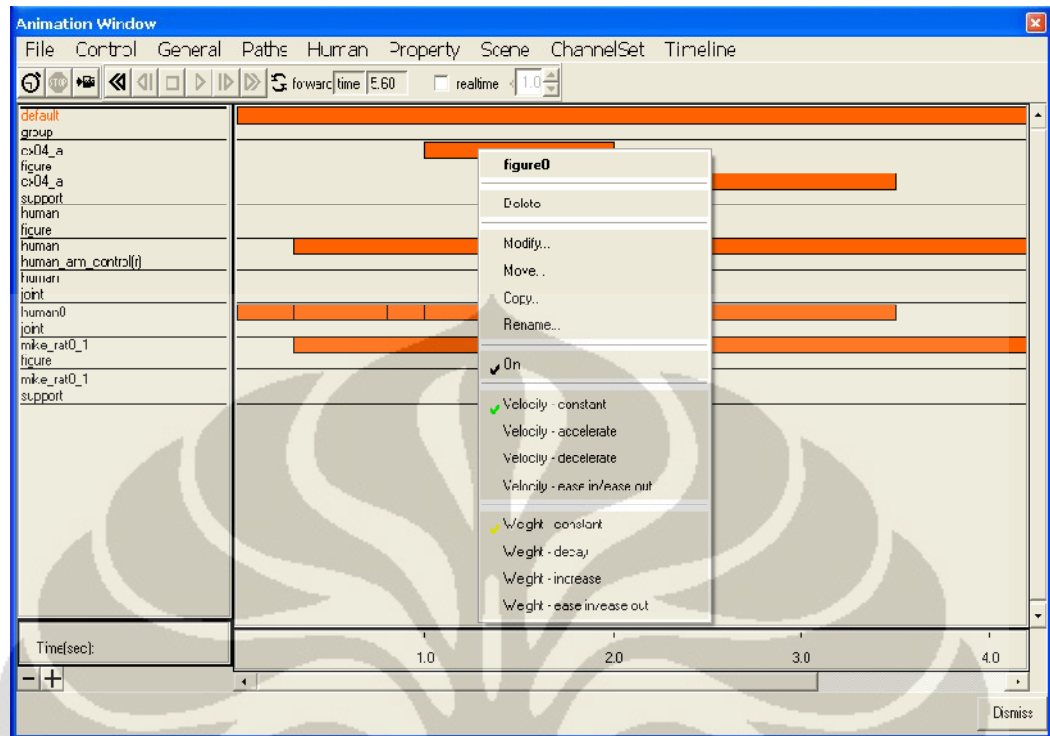 Animation Window
File Control General Paths Human Property Scene ChannelSet Timeline
forward time 5.60 realtime 1.0
default
group
cx04_a
figure
cx04_a
support
human
figure
human
human_arm_control(r)
human
joint
human0
joint
mike_rat0_1
figure
mike_rat0_1
support
figure0
Delete
Modify...
Move...
Copy...
Rename...
On
Velocity - constant
Velocity - accelerate
Velocity - decelerate
Velocity - ease in/ease out
Weight - constant
Weight - decay
Weight - increase
Weight - ease in/ease out
Time(sec):
1.0 2.0 3.0 4.0
Dismiss